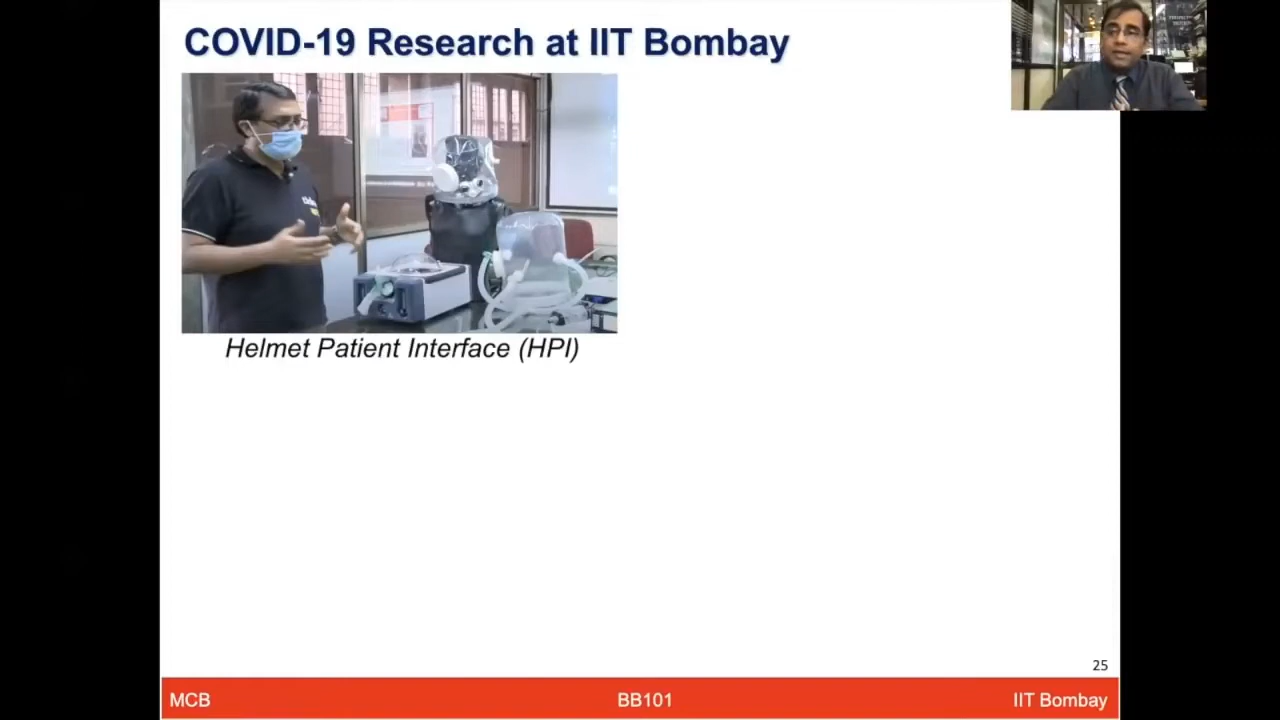 COVID-19 Research at IIT Bombay
Helmet Patient Interface (HPI)
25
MCB
BB101
IIT Bombay